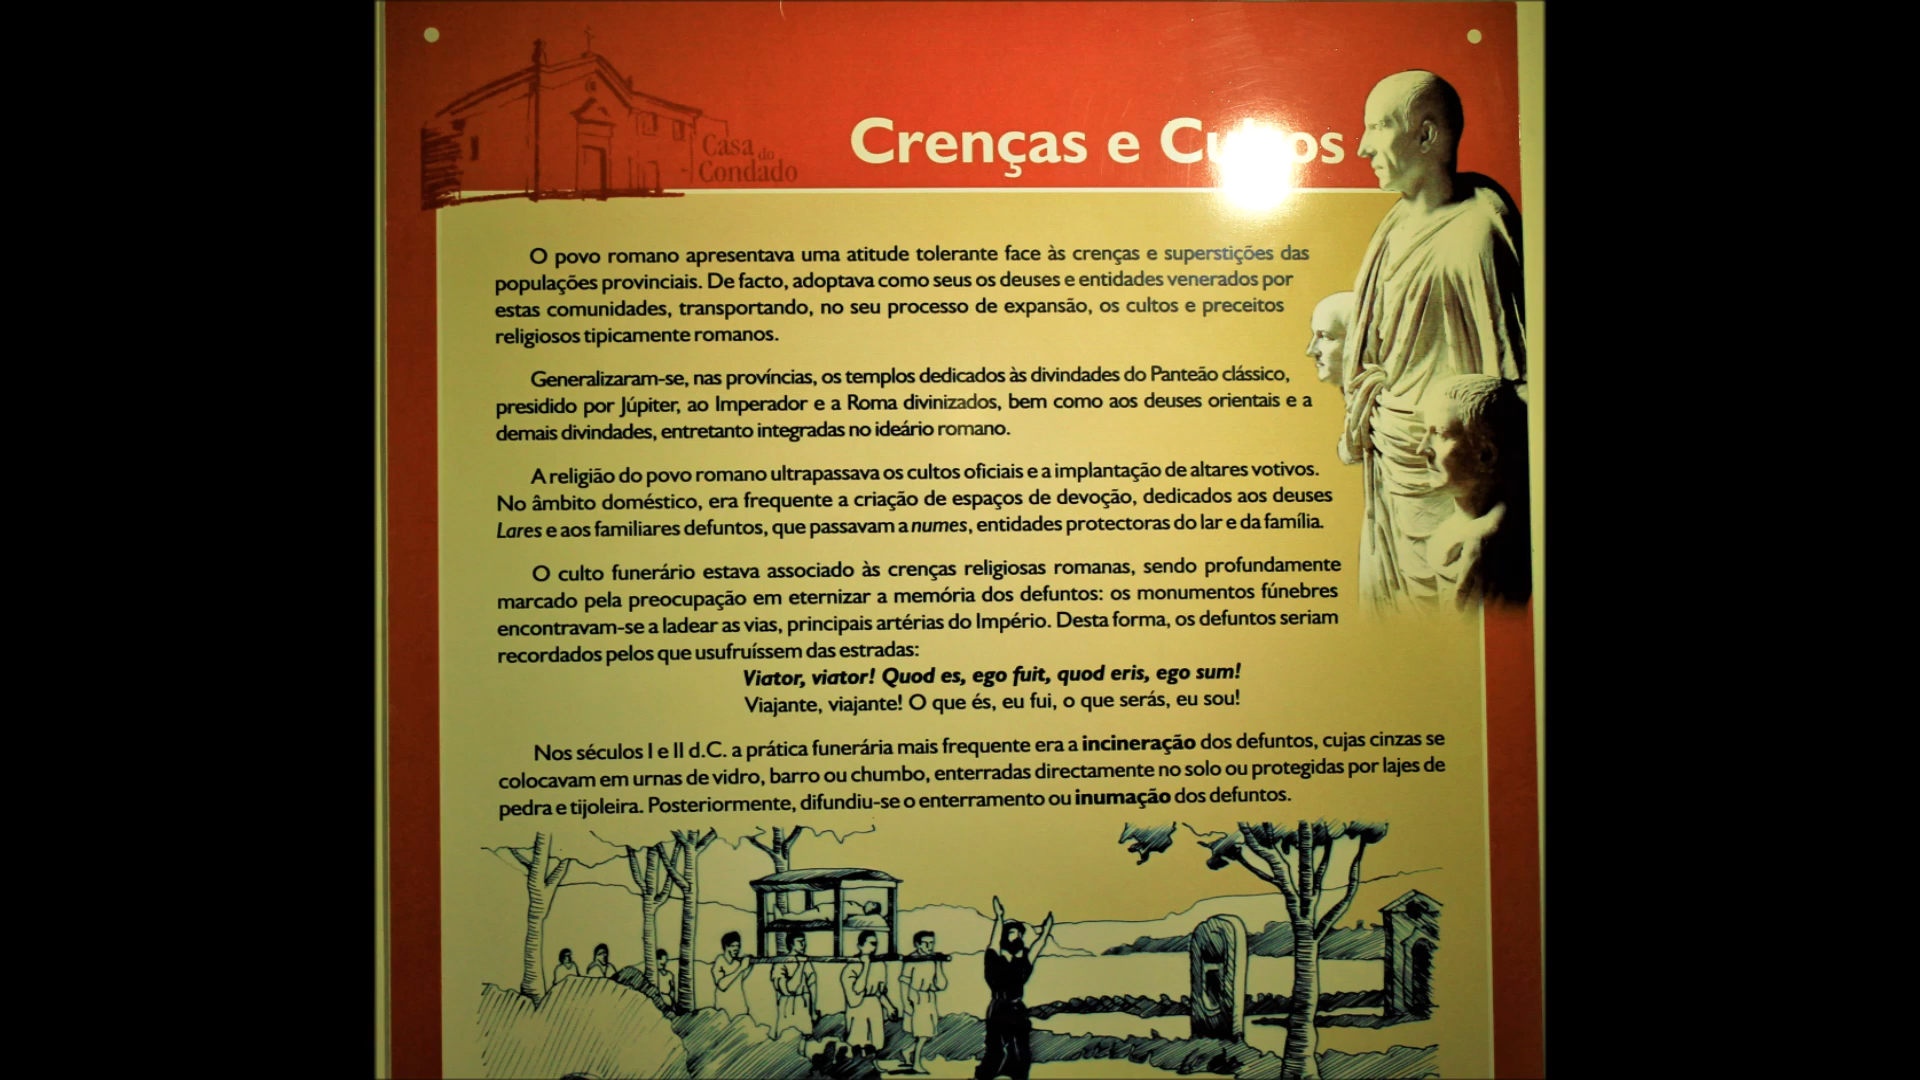 Casa do
Condado
Crenças e Cultos
O povo romano apresentava uma atitude tolerante face às crenças e superstições das
populações provinciais. De facto, adoptava como seus os deuses e entidades venerados por
estas comunidades, transportando, no seu processo de expansão, os cultos e preceitos
religiosos tipicamente romanos.
Generalizaram-se, nas províncias, os templos dedicados às divindades do Panteão clássico,
presidido por Júpiter, ao Imperador e a Roma divinizados, bem como aos deuses orientais e a
demais divindades, entretanto integradas no ideário romano.
A religião do povo romano ultrapassava os cultos oficiais e a implantação de altares votivos.
No âmbito doméstico, era frequente a criação de espaços de devoção, dedicados aos deuses
Lares e aos familiares defuntos, que passavam a numes, entidades protectoras do lar e da família.
O culto funerário estava associado às crenças religiosas romanas, sendo profundamente
marcado pela preocupação em eternizar a memória dos defuntos: os monumentos fúnebres
encontravam-se a ladear as vias, principais artérias do Império. Desta forma, os defuntos seriam
recordados pelos que usufruíssem das estradas:
Viator, viator! Quod es, ego fuit, quod eris, ego sum!
Viajante, viajante! O que és, eu fui, o que serás, eu sou!
Nos séculos I e II d.C. a prática funerária mais frequente era a incineração dos defuntos, cujas cinzas se
colocavam em urnas de vidro, barro ou chumbo, enterradas directamente no solo ou protegidas por lajes de
pedra e tijoleira. Posteriormente, difundiu-se o enterramento ou inumação dos defuntos.